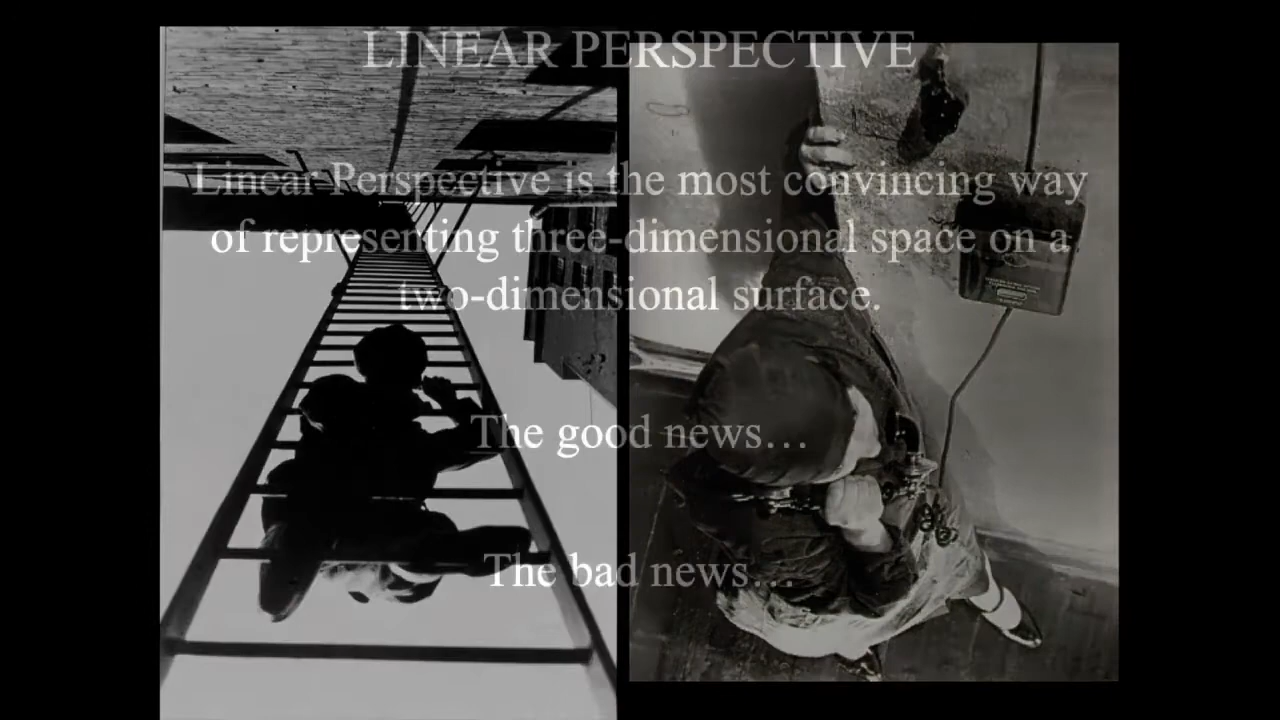 LINEAR PERSPECTIVE
Linear Perspective is the most convincing way
of representing three-dimensional space on a
two-dimensional surface.
The good news…
The bad news…